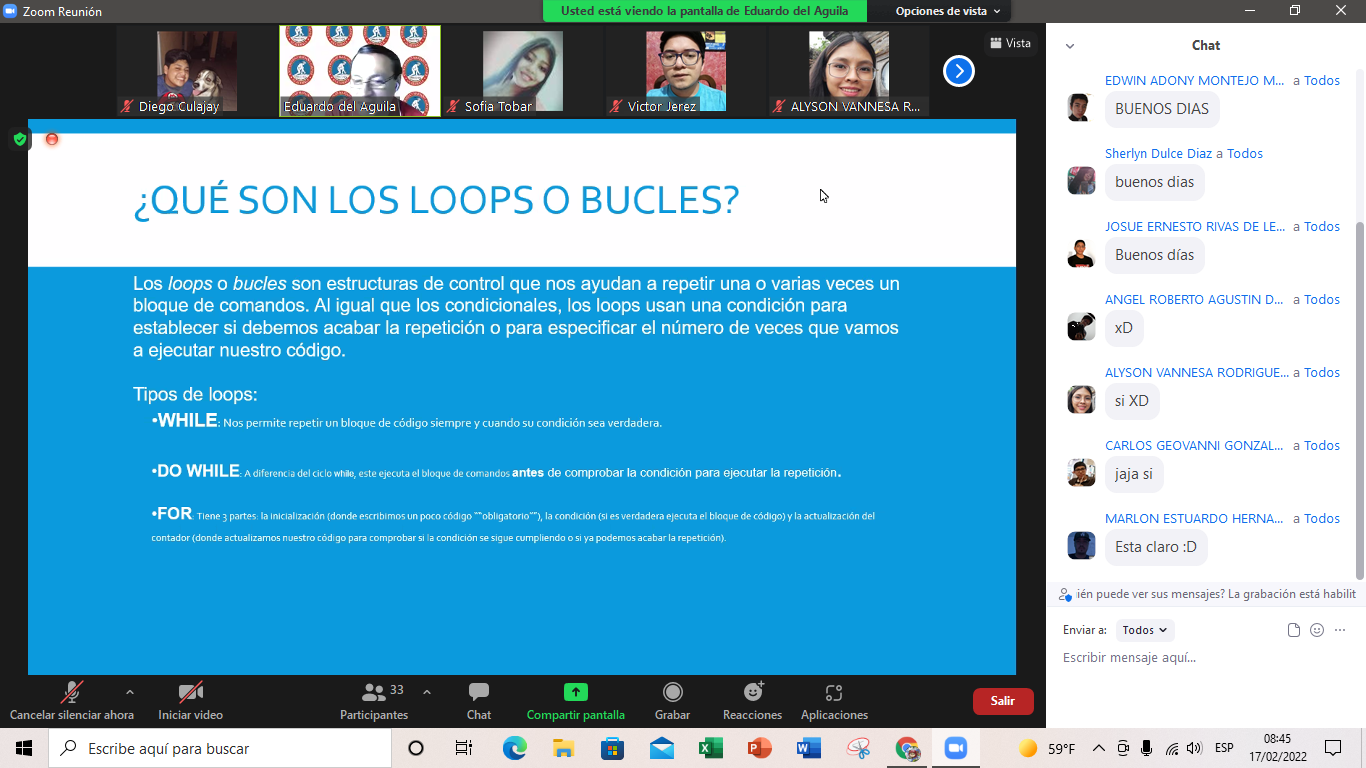 Zoom Reunión
Usted está viendo la pantalla de Eduardo del Aguila
Opciones de vista
Vista
Diego Culajay
Eduardo del Aguila
Sofia Tobar
Victor Jerez
ALYSON VANNESA R...
¿QUÉ SON LOS LOOPS O BUCLES?
Los loops o bucles son estructuras de control que nos ayudan a repetir una o varias veces un
bloque de comandos. Al igual que los condicionales, los loops usan una condición para
establecer si debemos acabar la repetición o para especificar el número de veces que vamos
a ejecutar nuestro código.
Tipos de loops:
•WHILE: Nos permite repetir un bloque de código siempre y cuando su condición sea verdadera.
•DO WHILE: A diferencia del ciclo while, este ejecuta el bloque de comandos antes de comprobar la condición para ejecutar la repetición.
•FOR: Tiene 3 partes: la inicialización (donde escribimos un poco código ““obligatorio””), la condición (si es verdadera ejecuta el bloque de código) y la actualización del
contador (donde actualizamos nuestro código para comprobar si la condición se sigue cumpliendo o si ya podemos acabar la repetición).
Chat
EDWIN ADONY MONTEJO M... a Todos
BUENOS DIAS
Sherlyn Dulce Diaz a Todos
buenos dias
JOSUE ERNESTO RIVAS DE LE... a Todos
Buenos días
ANGEL ROBERTO AGUSTIN D... a Todos
xD
ALYSON VANNESA RODRIGUE... a Todos
si XD
CARLOS GEOVANNI GONZAL... a Todos
jaja si
MARLON ESTUARDO HERNA... a Todos
Esta claro :D
ién puede ver sus mensajes? La grabación está habilit
Enviar a: Todos
Escribir mensaje aquí...
Cancelar silenciar ahora
Iniciar video
33
Participantes
Chat
Compartir pantalla
Grabar
Reacciones
Aplicaciones
Salir
Escribe aquí para buscar
59°F
ESP
08:45
17/02/2022